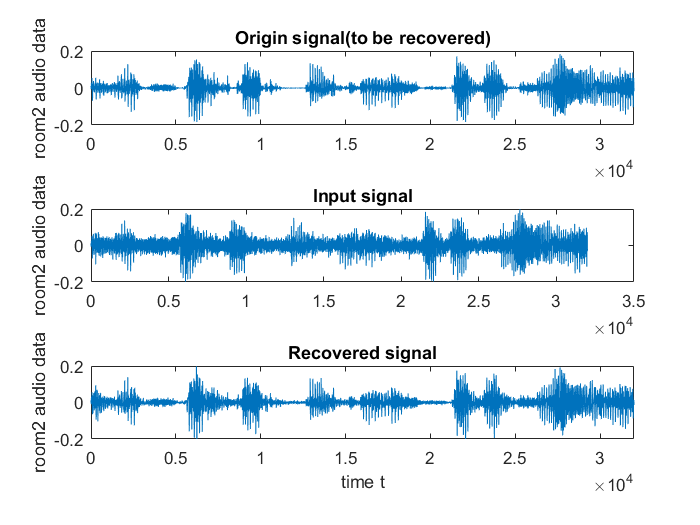 Origin signal(to be recovered)
room2 audio data
0.2
0
-0.2
0 0.5 1 1.5 2 2.5 3
×10^4
Input signal
room2 audio data
0.2
0
-0.2
0 0.5 1 1.5 2 2.5 3 3.5
×10^4
Recovered signal
room2 audio data
0.2
0
-0.2
0 0.5 1 1.5 2 2.5 3
time t
×10^4